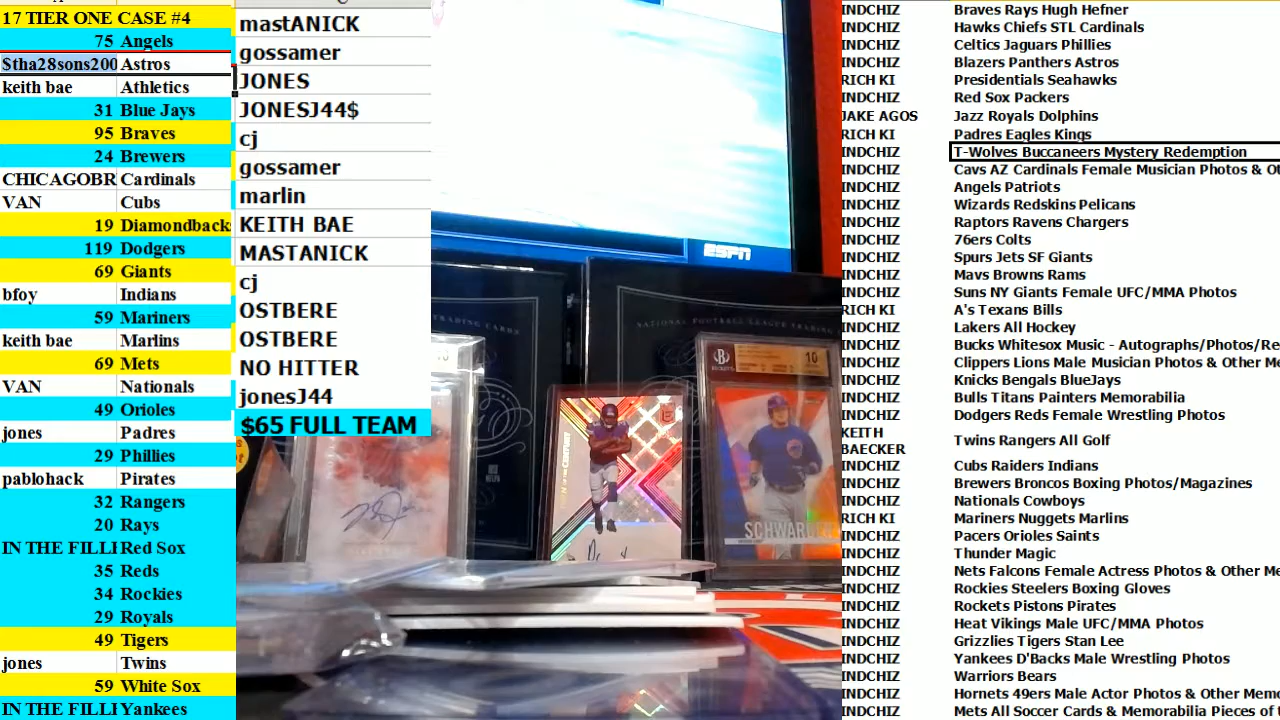 17 TIER ONE CASE #4
75 Angels
$tha28sons200 Astros
keith bae Athletics
31 Blue Jays
95 Braves
24 Brewers
CHICAGOBR Cardinals
VAN Cubs
19 Diamondbacks
119 Dodgers
69 Giants
bfoy Indians
59 Mariners
keith bae Marlins
69 Mets
VAN Nationals
49 Orioles
jones Padres
29 Phillies
pablohack Pirates
32 Rangers
20 Rays
IN THE FILLI Red Sox
35 Reds
34 Rockies
29 Royals
49 Tigers
jones Twins
59 White Sox
IN THE FILLI Yankees
mastANICK
gossamer
JONES
JONESJ44$
cj
gossamer
marlin
KEITH BAE
MASTANICK
cj
OSTBERE
OSTBERE
NO HITTER
jonesJ44
$65 FULL TEAM
ESPN
TRADING CARDS
NATIONAL FOOTBALL LEAGUE TRADING
10
SCHWARBER
INDCHIZ Braves Rays Hugh Hefner
INDCHIZ Hawks Chiefs STL Cardinals
INDCHIZ Celtics Jaguars Phillies
INDCHIZ Blazers Panthers Astros
RICH KI Presidentials Seahawks
INDCHIZ Red Sox Packers
JAKE AGOS Jazz Royals Dolphins
RICH KI Padres Eagles Kings
INDCHIZ T-Wolves Buccaneers Mystery Redemption
INDCHIZ Cavs AZ Cardinals Female Musician Photos & Ot
INDCHIZ Angels Patriots
INDCHIZ Wizards Redskins Pelicans
INDCHIZ Raptors Ravens Chargers
INDCHIZ 76ers Colts
INDCHIZ Spurs Jets SF Giants
INDCHIZ Mavs Browns Rams
INDCHIZ Suns NY Giants Female UFC/MMA Photos
RICH KI A's Texans Bills
INDCHIZ Lakers All Hockey
INDCHIZ Bucks Whitesox Music - Autographs/Photos/Re
INDCHIZ Clippers Lions Male Musician Photos & Other Me
INDCHIZ Knicks Bengals BlueJays
INDCHIZ Bulls Titans Painters Memorabilia
INDCHIZ Dodgers Reds Female Wrestling Photos
KEITH BAECKER Twins Rangers All Golf
INDCHIZ Cubs Raiders Indians
INDCHIZ Brewers Broncos Boxing Photos/Magazines
INDCHIZ Nationals Cowboys
RICH KI Mariners Nuggets Marlins
INDCHIZ Pacers Orioles Saints
INDCHIZ Thunder Magic
INDCHIZ Nets Falcons Female Actress Photos & Other Me
INDCHIZ Rockies Steelers Boxing Gloves
INDCHIZ Rockets Pistons Pirates
INDCHIZ Heat Vikings Male UFC/MMA Photos
INDCHIZ Grizzlies Tigers Stan Lee
INDCHIZ Yankees D'Backs Male Wrestling Photos
INDCHIZ Warriors Bears
INDCHIZ Hornets 49ers Male Actor Photos & Other Memo
INDCHIZ Mets All Soccer Cards & Memorabilia Pieces of t